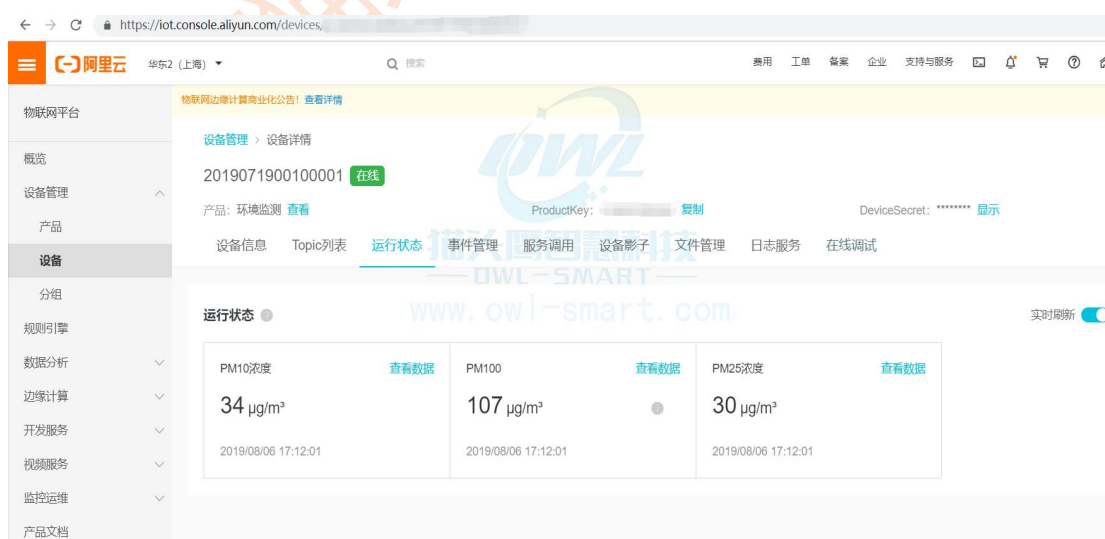 https://iot.console.aliyun.com/devices,
阿里云 华东2（上海） 搜索 费用 工单 备案 企业 支持与服务
物联网平台
物联网边缘计算商业化公告！查看详情
设备管理 > 设备详情
概览
2019071900100001 在线
设备管理
产品：环境监测 查看 ProductKey： 复制 DeviceSecret：******** 显示
产品
设备信息 Topic列表 运行状态 事件管理 服务调用 设备影子 文件管理 日志服务 在线调试
设备
OWL
猫头鹰智慧科技
OWL-SMART
www.owl-smart.com
分组
运行状态 实时刷新
规则引擎
数据分析
PM10浓度 查看数据 PM100 查看数据 PM25浓度 查看数据
边缘计算
34 μg/m³ 107 μg/m³ 30 μg/m³
开发服务
2019/08/06 17:12:01 2019/08/06 17:12:01 2019/08/06 17:12:01
视频服务
监控运维
产品文档